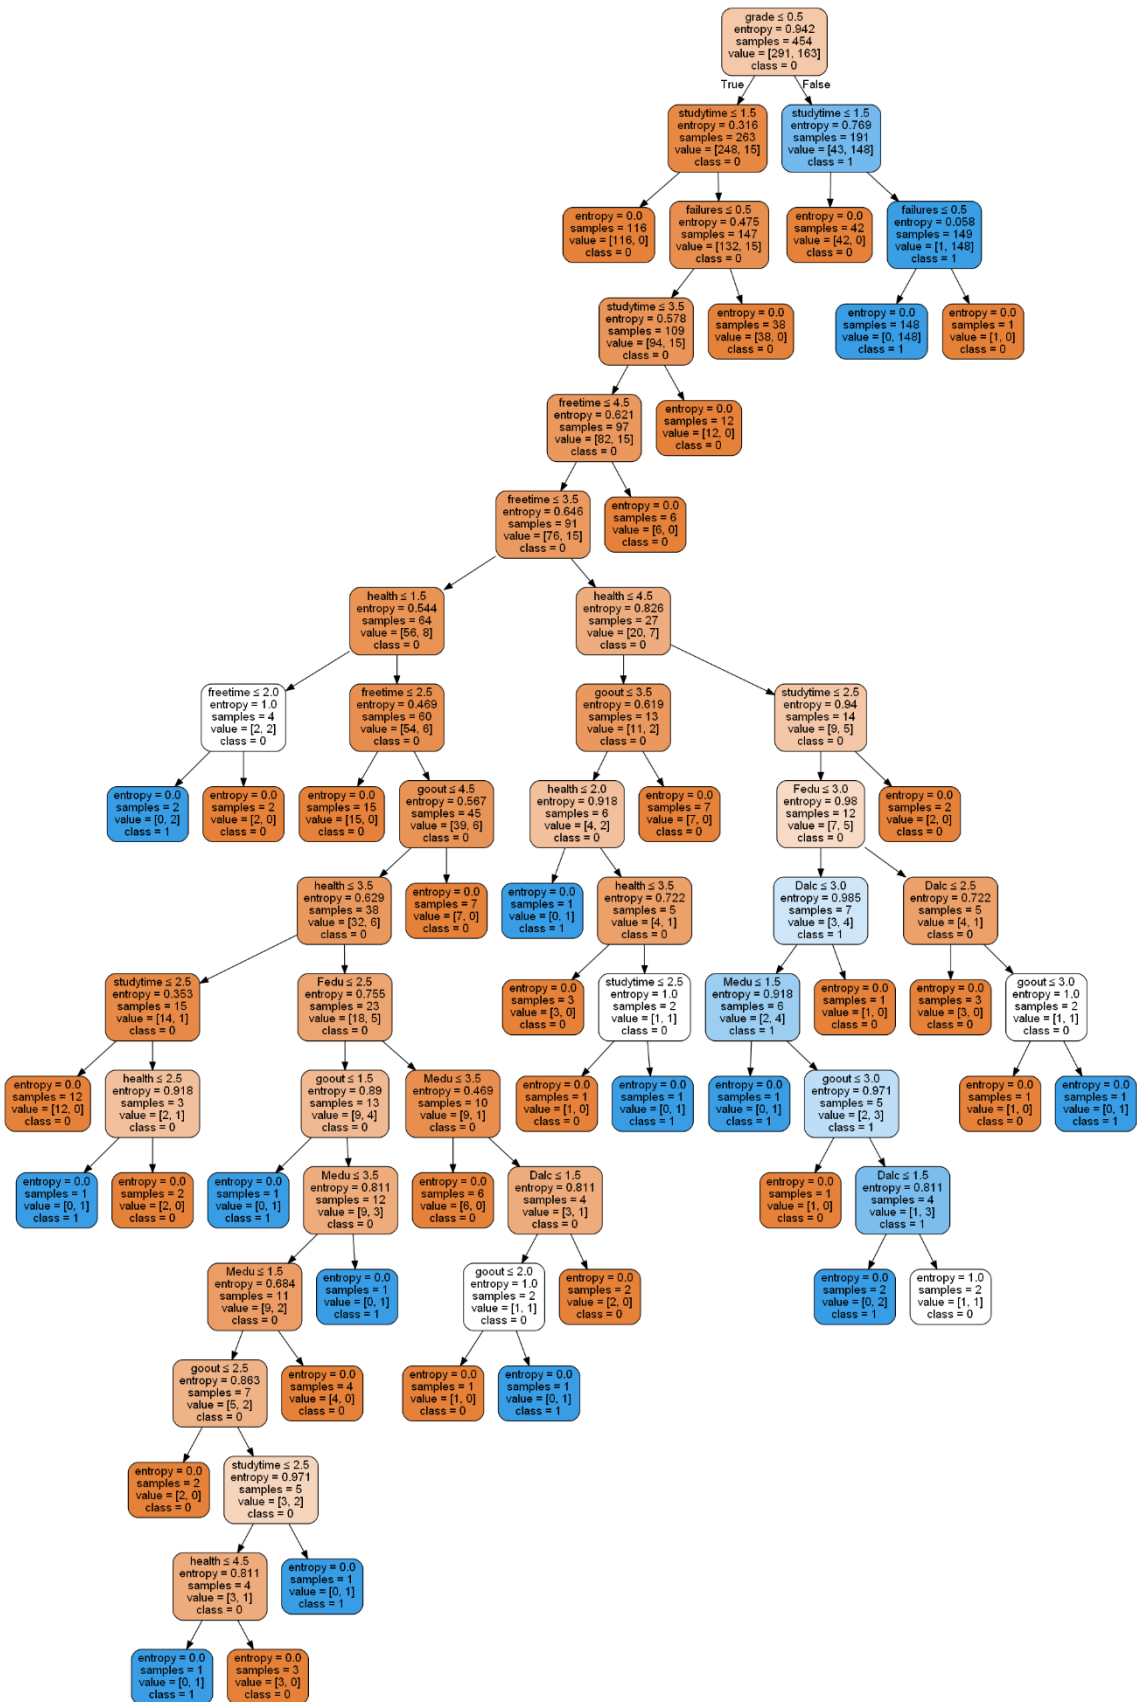 grade ≤ 0.5
entropy = 0.942
samples = 454
value = [291, 163]
class = 0
True
False
studytime ≤ 1.5
entropy = 0.316
samples = 263
value = [248, 15]
class = 0
studytime ≤ 1.5
entropy = 0.769
samples = 191
value = [43, 148]
class = 1
entropy = 0.0
samples = 116
value = [116, 0]
class = 0
failures ≤ 0.5
entropy = 0.475
samples = 147
value = [132, 15]
class = 0
entropy = 0.0
samples = 42
value = [42, 0]
class = 0
failures ≤ 0.5
entropy = 0.058
samples = 149
value = [1, 148]
class = 1
studytime ≤ 3.5
entropy = 0.578
samples = 109
value = [94, 15]
class = 0
entropy = 0.0
samples = 38
value = [38, 0]
class = 0
entropy = 0.0
samples = 148
value = [0, 148]
class = 1
entropy = 0.0
samples = 1
value = [1, 0]
class = 0
freetime ≤ 4.5
entropy = 0.621
samples = 97
value = [82, 15]
class = 0
entropy = 0.0
samples = 12
value = [12, 0]
class = 0
freetime ≤ 3.5
entropy = 0.646
samples = 91
value = [76, 15]
class = 0
entropy = 0.0
samples = 6
value = [6, 0]
class = 0
health ≤ 1.5
entropy = 0.544
samples = 64
value = [56, 8]
class = 0
health ≤ 4.5
entropy = 0.826
samples = 27
value = [20, 7]
class = 0
freetime ≤ 2.0
entropy = 1.0
samples = 4
value = [2, 2]
class = 0
freetime ≤ 2.5
entropy = 0.469
samples = 60
value = [54, 6]
class = 0
goout ≤ 3.5
entropy = 0.619
samples = 13
value = [11, 2]
class = 0
studytime ≤ 2.5
entropy = 0.94
samples = 14
value = [9, 5]
class = 0
entropy = 0.0
samples = 2
value = [0, 2]
class = 1
entropy = 0.0
samples = 2
value = [2, 0]
class = 0
entropy = 0.0
samples = 15
value = [15, 0]
class = 0
goout ≤ 4.5
entropy = 0.567
samples = 45
value = [39, 6]
class = 0
health ≤ 2.0
entropy = 0.918
samples = 6
value = [4, 2]
class = 0
entropy = 0.0
samples = 7
value = [7, 0]
class = 0
Fedu ≤ 3.0
entropy = 0.98
samples = 12
value = [7, 5]
class = 0
entropy = 0.0
samples = 2
value = [2, 0]
class = 0
health ≤ 3.5
entropy = 0.629
samples = 38
value = [32, 6]
class = 0
entropy = 0.0
samples = 7
value = [7, 0]
class = 0
entropy = 0.0
samples = 1
value = [0, 1]
class = 1
health ≤ 3.5
entropy = 0.722
samples = 5
value = [4, 1]
class = 0
Dalc ≤ 3.0
entropy = 0.985
samples = 7
value = [3, 4]
class = 1
Dalc ≤ 2.5
entropy = 0.722
samples = 5
value = [4, 1]
class = 0
studytime ≤ 2.5
entropy = 0.353
samples = 15
value = [14, 1]
class = 0
Fedu ≤ 2.5
entropy = 0.755
samples = 23
value = [18, 5]
class = 0
entropy = 0.0
samples = 3
value = [3, 0]
class = 0
studytime ≤ 2.5
entropy = 1.0
samples = 2
value = [1, 1]
class = 0
Medu ≤ 1.5
entropy = 0.918
samples = 6
value = [2, 4]
class = 1
entropy = 0.0
samples = 1
value = [1, 0]
class = 0
entropy = 0.0
samples = 3
value = [3, 0]
class = 0
goout ≤ 3.0
entropy = 1.0
samples = 2
value = [1, 1]
class = 0
entropy = 0.0
samples = 12
value = [12, 0]
class = 0
health ≤ 2.5
entropy = 0.918
samples = 3
value = [2, 1]
class = 0
goout ≤ 1.5
entropy = 0.89
samples = 13
value = [9, 4]
class = 0
Medu ≤ 3.5
entropy = 0.469
samples = 10
value = [9, 1]
class = 0
entropy = 0.0
samples = 1
value = [1, 0]
class = 0
entropy = 0.0
samples = 1
value = [0, 1]
class = 1
entropy = 0.0
samples = 1
value = [0, 1]
class = 1
goout ≤ 3.0
entropy = 0.971
samples = 5
value = [2, 3]
class = 1
entropy = 0.0
samples = 1
value = [1, 0]
class = 0
entropy = 0.0
samples = 1
value = [0, 1]
class = 1
entropy = 0.0
samples = 1
value = [0, 1]
class = 1
entropy = 0.0
samples = 2
value = [2, 0]
class = 0
entropy = 0.0
samples = 1
value = [0, 1]
class = 1
Medu ≤ 3.5
entropy = 0.811
samples = 12
value = [9, 3]
class = 0
entropy = 0.0
samples = 6
value = [6, 0]
class = 0
Dalc ≤ 1.5
entropy = 0.811
samples = 4
value = [3, 1]
class = 0
entropy = 0.0
samples = 1
value = [1, 0]
class = 0
Dalc ≤ 1.5
entropy = 0.811
samples = 4
value = [1, 3]
class = 1
Medu ≤ 1.5
entropy = 0.684
samples = 11
value = [9, 2]
class = 0
entropy = 0.0
samples = 1
value = [0, 1]
class = 1
goout ≤ 2.0
entropy = 1.0
samples = 2
value = [1, 1]
class = 0
entropy = 0.0
samples = 2
value = [2, 0]
class = 0
entropy = 0.0
samples = 2
value = [0, 2]
class = 1
entropy = 1.0
samples = 2
value = [1, 1]
class = 0
goout ≤ 2.5
entropy = 0.863
samples = 7
value = [5, 2]
class = 0
entropy = 0.0
samples = 4
value = [4, 0]
class = 0
entropy = 0.0
samples = 1
value = [1, 0]
class = 0
entropy = 0.0
samples = 1
value = [0, 1]
class = 1
entropy = 0.0
samples = 2
value = [2, 0]
class = 0
studytime ≤ 2.5
entropy = 0.971
samples = 5
value = [3, 2]
class = 0
health ≤ 4.5
entropy = 0.811
samples = 4
value = [3, 1]
class = 0
entropy = 0.0
samples = 1
value = [0, 1]
class = 1
entropy = 0.0
samples = 1
value = [0, 1]
class = 1
entropy = 0.0
samples = 3
value = [3, 0]
class = 0